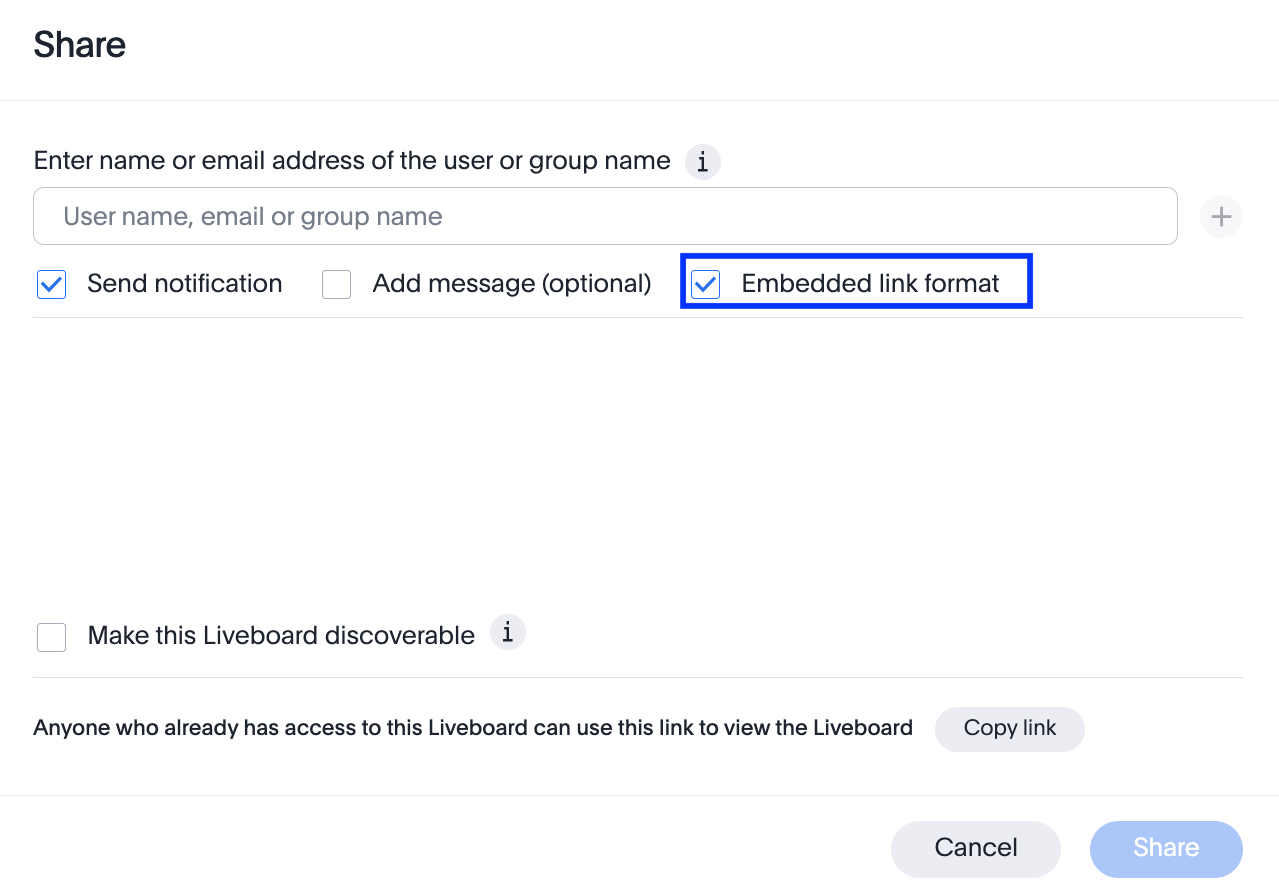 Share
Enter name or email address of the user or group name i
User name, email or group name
Send notification Add message (optional) Embedded link format
Make this Liveboard discoverable i
Anyone who already has access to this Liveboard can use this link to view the Liveboard Copy link
Cancel Share